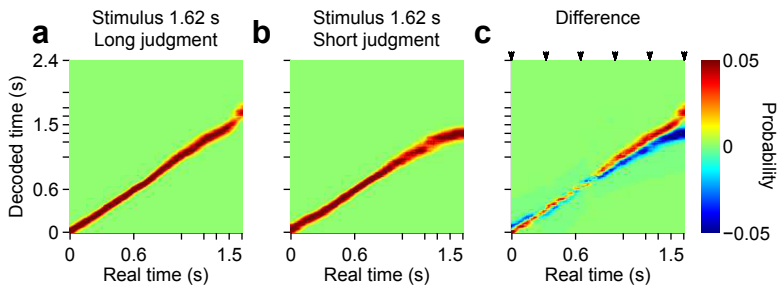 a
Stimulus 1.62 s
Long judgment
b
Stimulus 1.62 s
Short judgment
c
Difference
Decoded time (s)
2.4
1.5
0.6
0
0
0.6
1.5
Real time (s)
0
0.6
1.5
Real time (s)
0
0.6
1.5
Real time (s)
0.05
0
−0.05
Probability